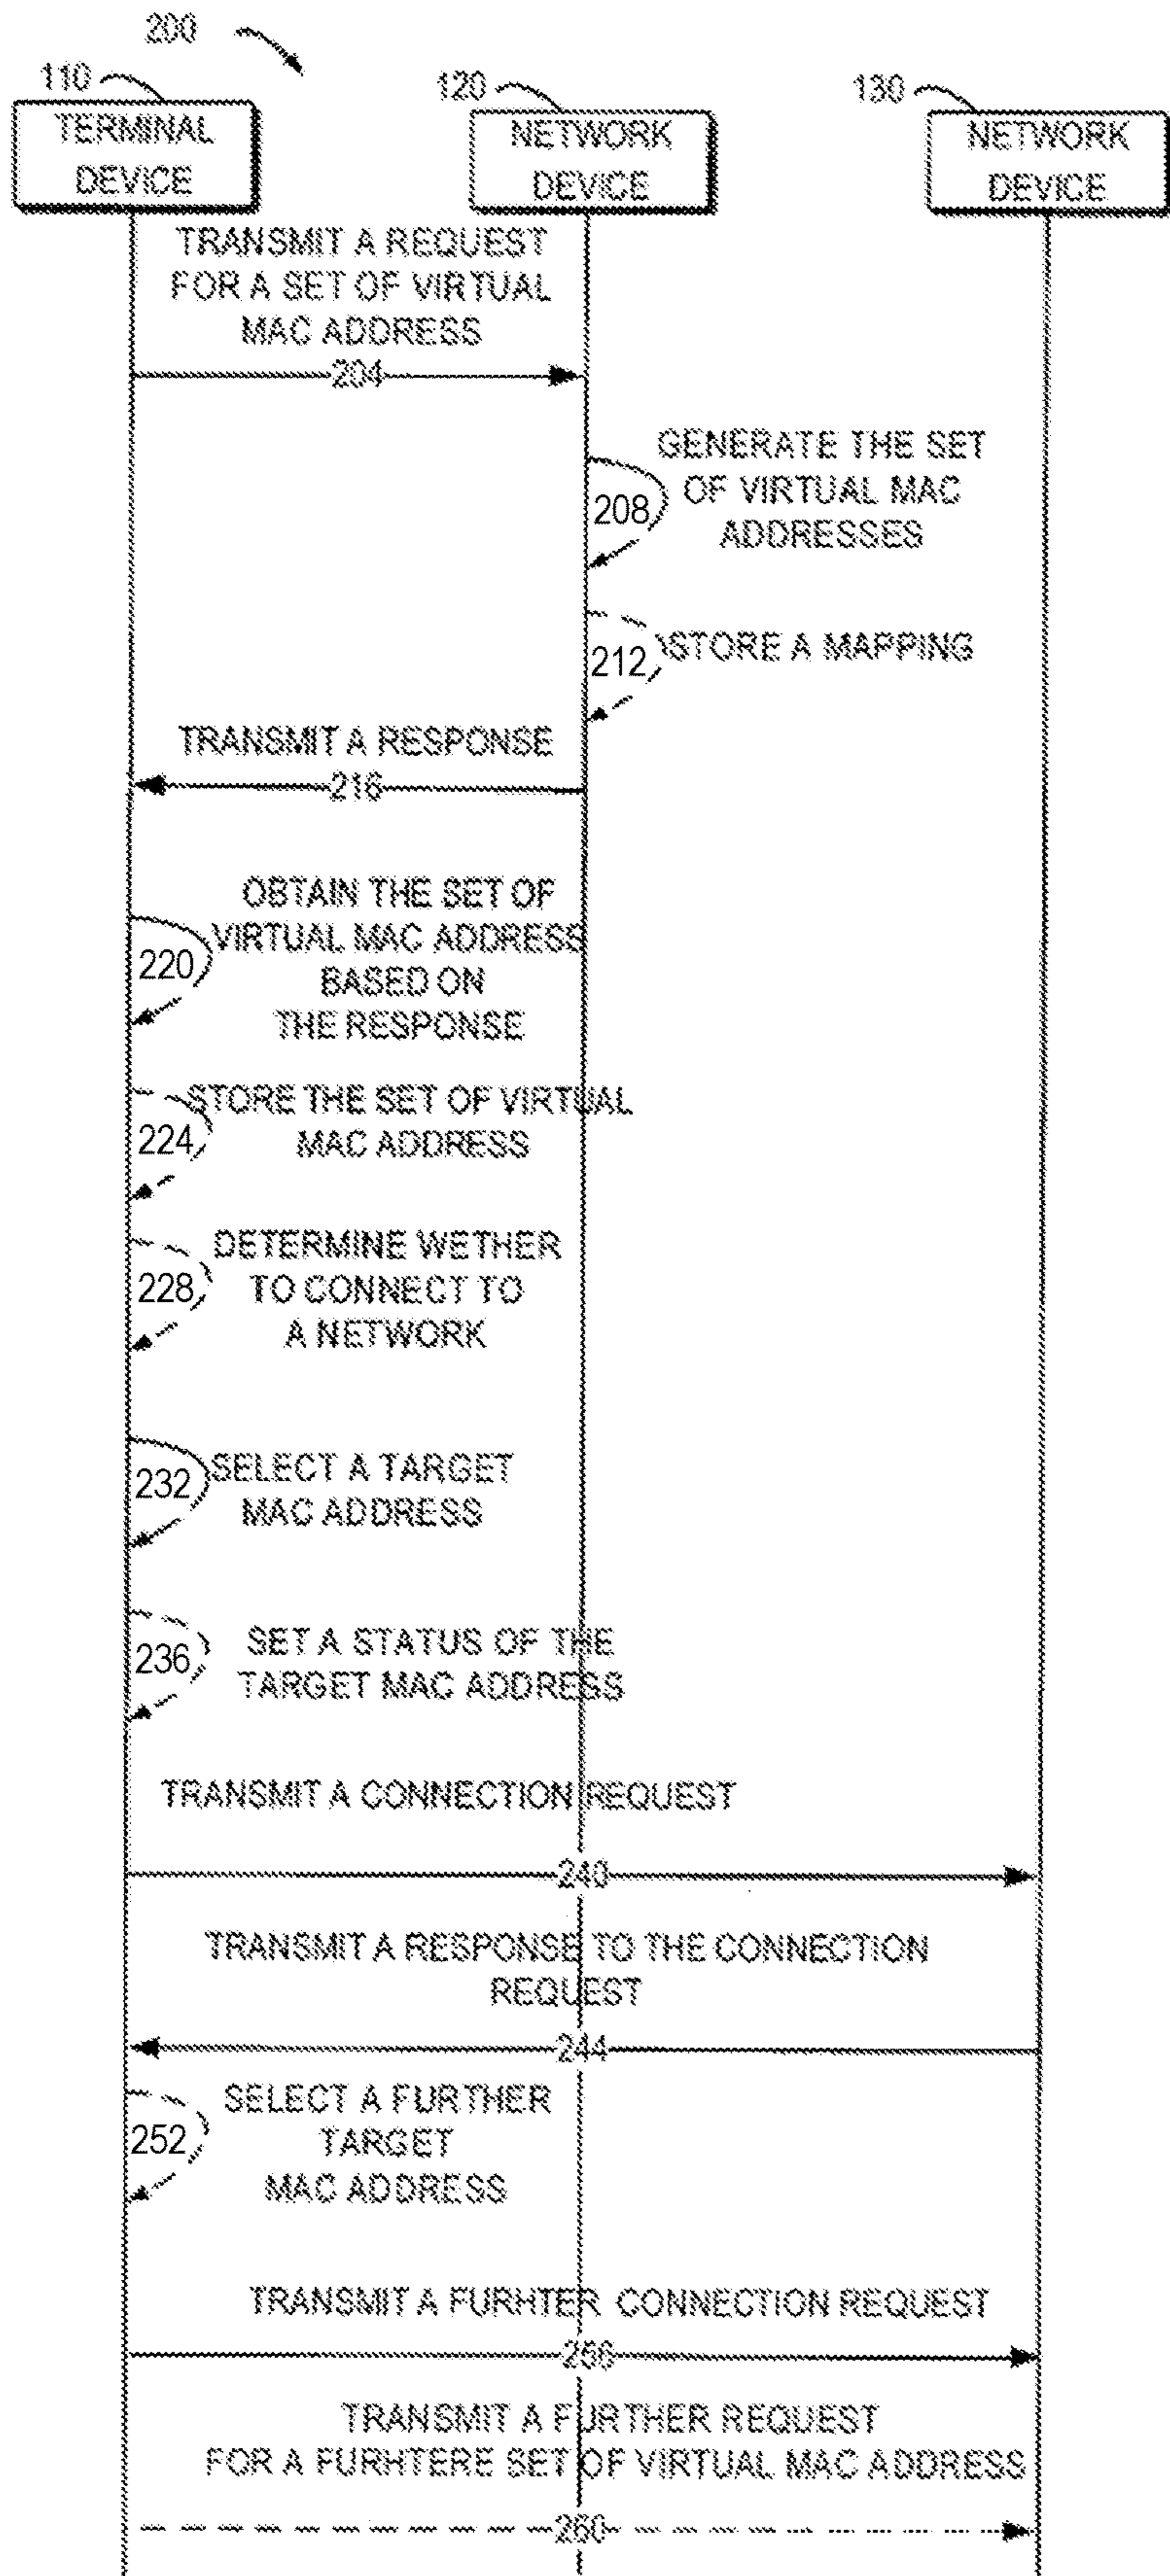 200
110
120
130
TERMINAL
DEVICE
NETWORK
DEVICE
NETWORK
DEVICE
TRANSMIT A REQUEST
FOR A SET OF VIRTUAL
MAC ADDRESS
204
GENERATE THE SET
OF VIRTUAL MAC
ADDRESSES
208
STORE A MAPPING
212
TRANSMIT A RESPONSE
216
OBTAIN THE SET OF
VIRTUAL MAC ADDRESS
BASED ON
THE RESPONSE
220
STORE THE SET OF VIRTUAL
MAC ADDRESS
224
DETERMINE WETHER
TO CONNECT TO
A NETWORK
228
SELECT A TARGET
MAC ADDRESS
232
SET A STATUS OF THE
TARGET MAC ADDRESS
236
TRANSMIT A CONNECTION REQUEST
240
TRANSMIT A RESPONSE TO THE CONNECTION
REQUEST
244
SELECT A FURTHER
TARGET
MAC ADDRESS
252
TRANSMIT A FURHTER CONNECTION REQUEST
256
TRANSMIT A FURTHER REQUEST
FOR A FURHTERE SET OF VIRTUAL MAC ADDRESS
260